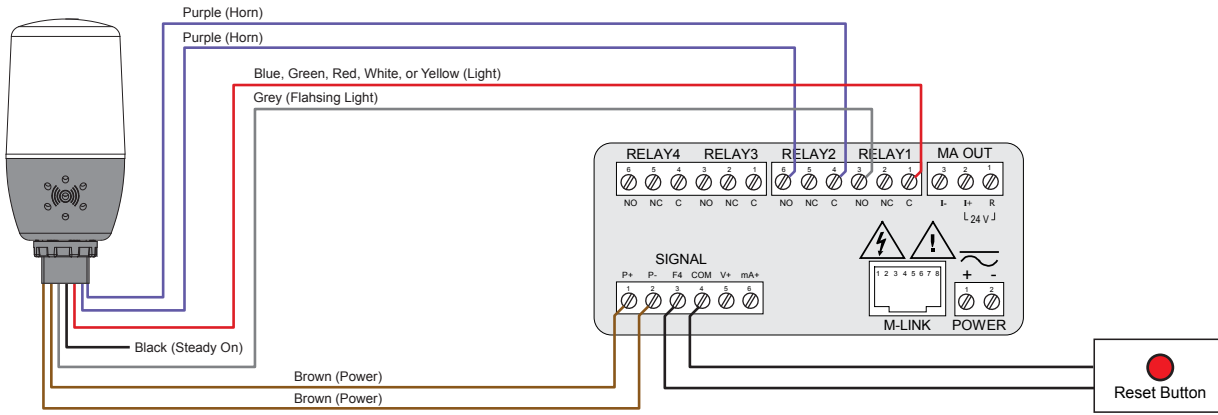 Purple (Horn)
Purple (Horn)
Blue, Green, Red, White, or Yellow (Light)
Grey (Flahsing Light)
RELAY4 RELAY3 RELAY2 RELAY1 MA OUT
6 5 4 3 2 1 6 5 4 3 2 1 3 2 1
NO NC C NO NC C NO NC C NO NC C I- I+ R
24 V
SIGNAL
P+ P- F4 COM V+ mA+
1 2 3 4 5 6
1 2 3 4 5 6 7 8
+ -
1 2
M-LINK POWER
Black (Steady On)
Brown (Power)
Brown (Power)
Reset Button